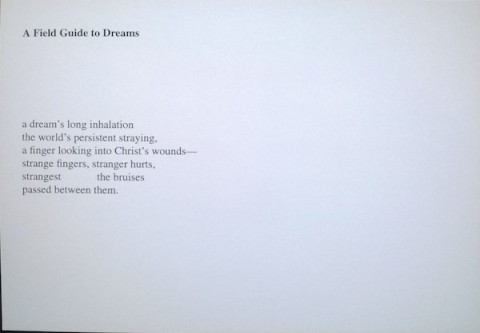 A Field Guide to Dreams
a dream's long inhalation
the world's persistent straying,
a finger looking into Christ's wounds—
strange fingers, stranger hurts,
strangest the bruises
passed between them.